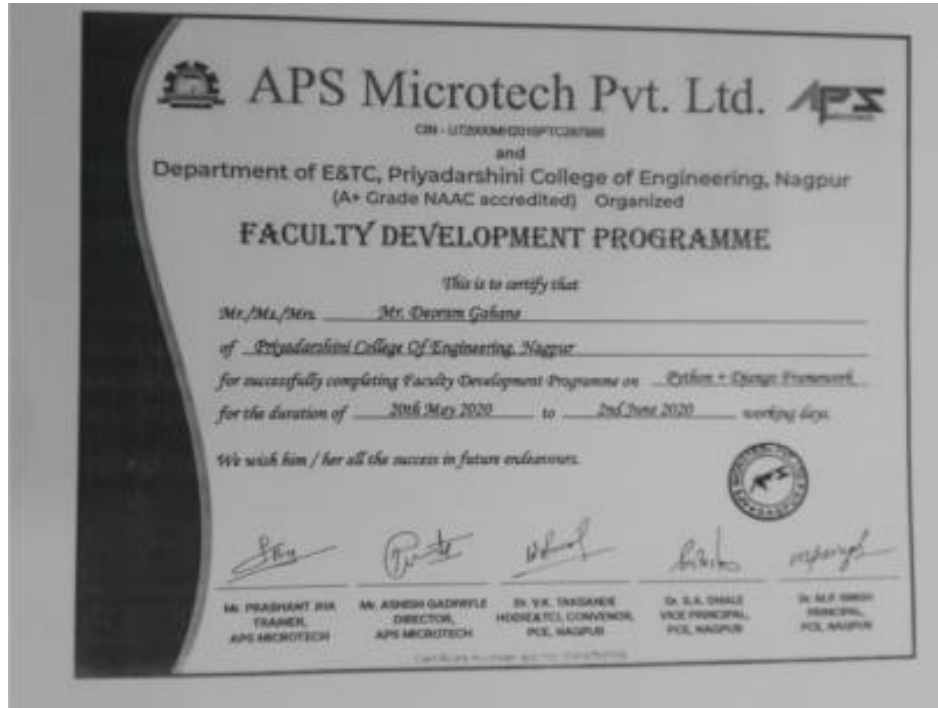 APS Microtech Pvt. Ltd. APS
and
Department of E&TC, Priyadarshini College of Engineering, Nagpur
(A+ Grade NAAC accredited) Organized
FACULTY DEVELOPMENT PROGRAMME
This is to certify that
Mr./Ms./Mrs. Mr. Deoram Gahane
of Priyadarshini College Of Engineering, Nagpur
for successfully completing Faculty Development Programme on Python + Django Framework
for the duration of 20th May 2020 to 2nd June 2020 working days.
We wish him / her all the success in future endeavours.
APS
Mr. PRASHANT JHA
TRAINER,
APS MICROTECH
Mr. ASHISH
DIRECTOR,
APS MICROTECH
Dr. V.K. TAKSANDE
CONVENOR,
PCE, NAGPUR
Dr. S.A. DHALE
VICE PRINCIPAL,
PCE, NAGPUR
Dr. M.P. SINGH
PRINCIPAL,
PCE, NAGPUR